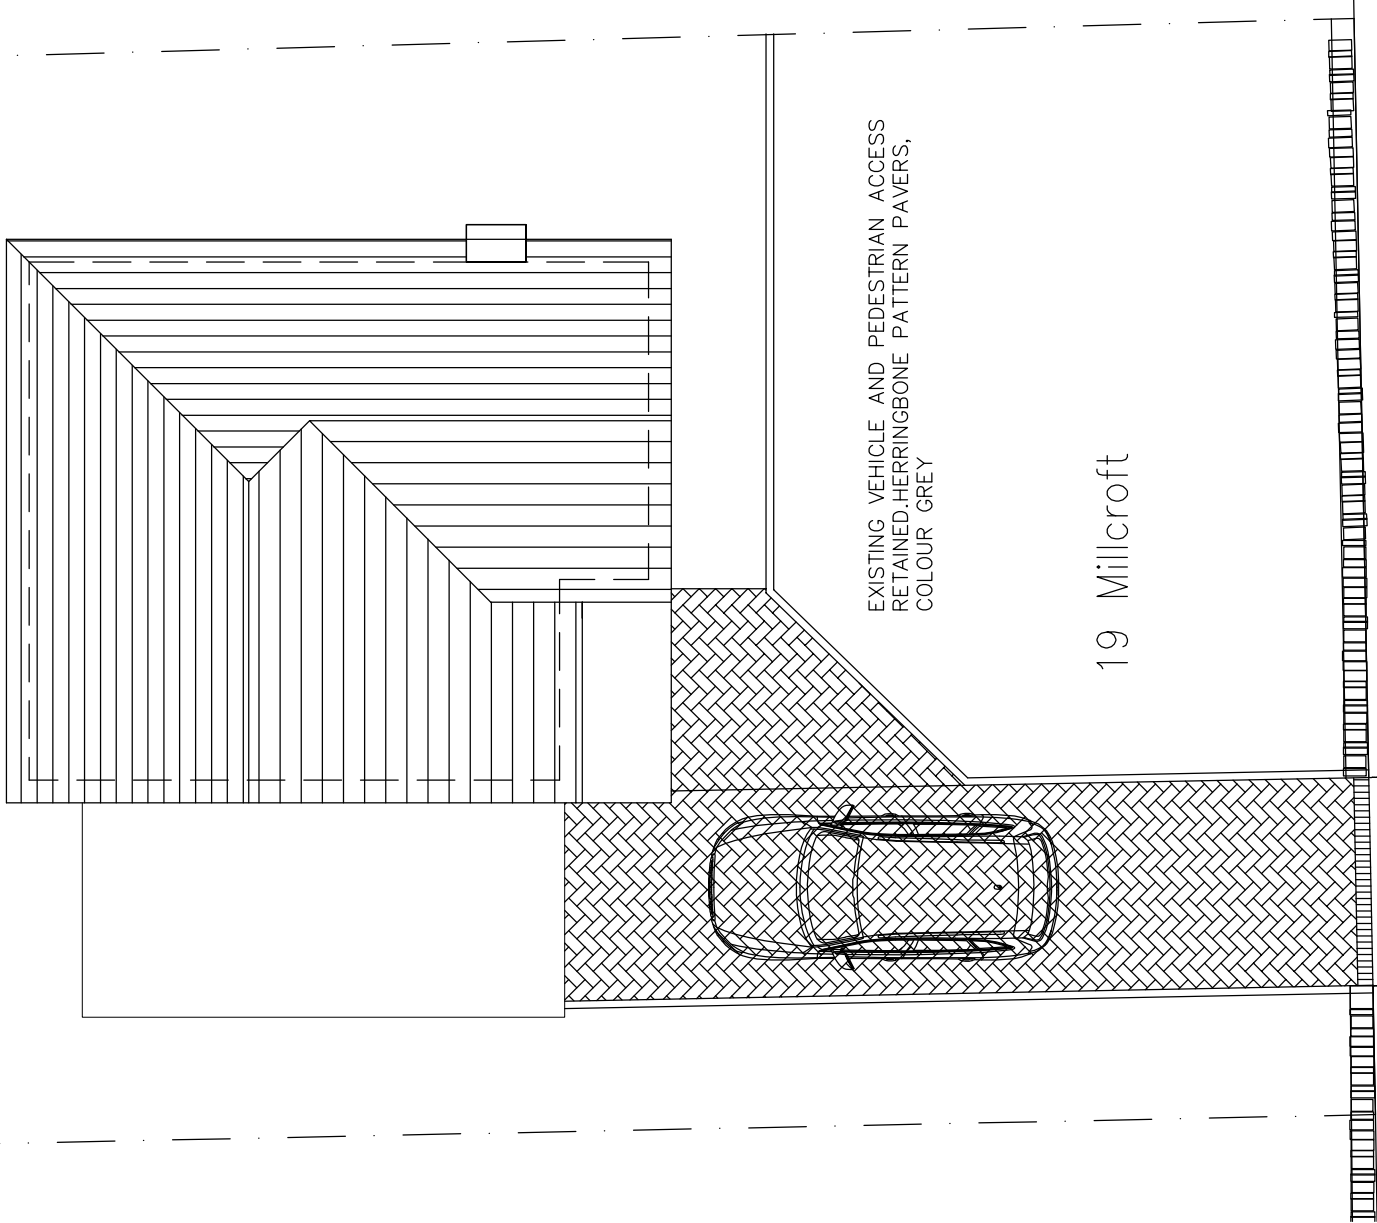 EXISTING VEHICLE AND PEDESTRIAN ACCESS
RETAINED.HERRINGBONE PATTERN PAVERS,
COLOUR GREY
19 Millcroft